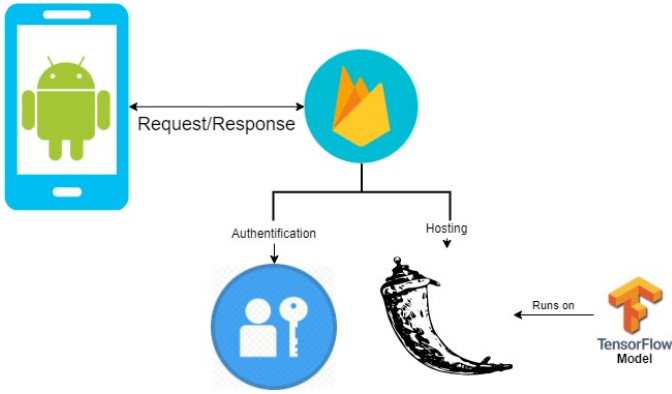 Request/Response
Authentification
Hosting
Runs on
TensorFlow
Model